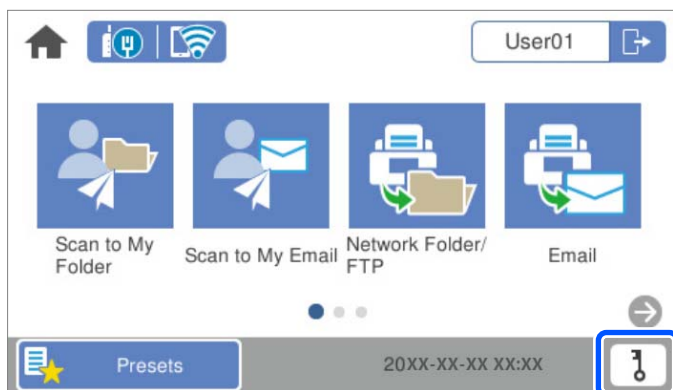 User01
Scan to My
Folder
Scan to My Email
Network Folder/
FTP
Email
Presets
20XX-XX-XX XX:XX